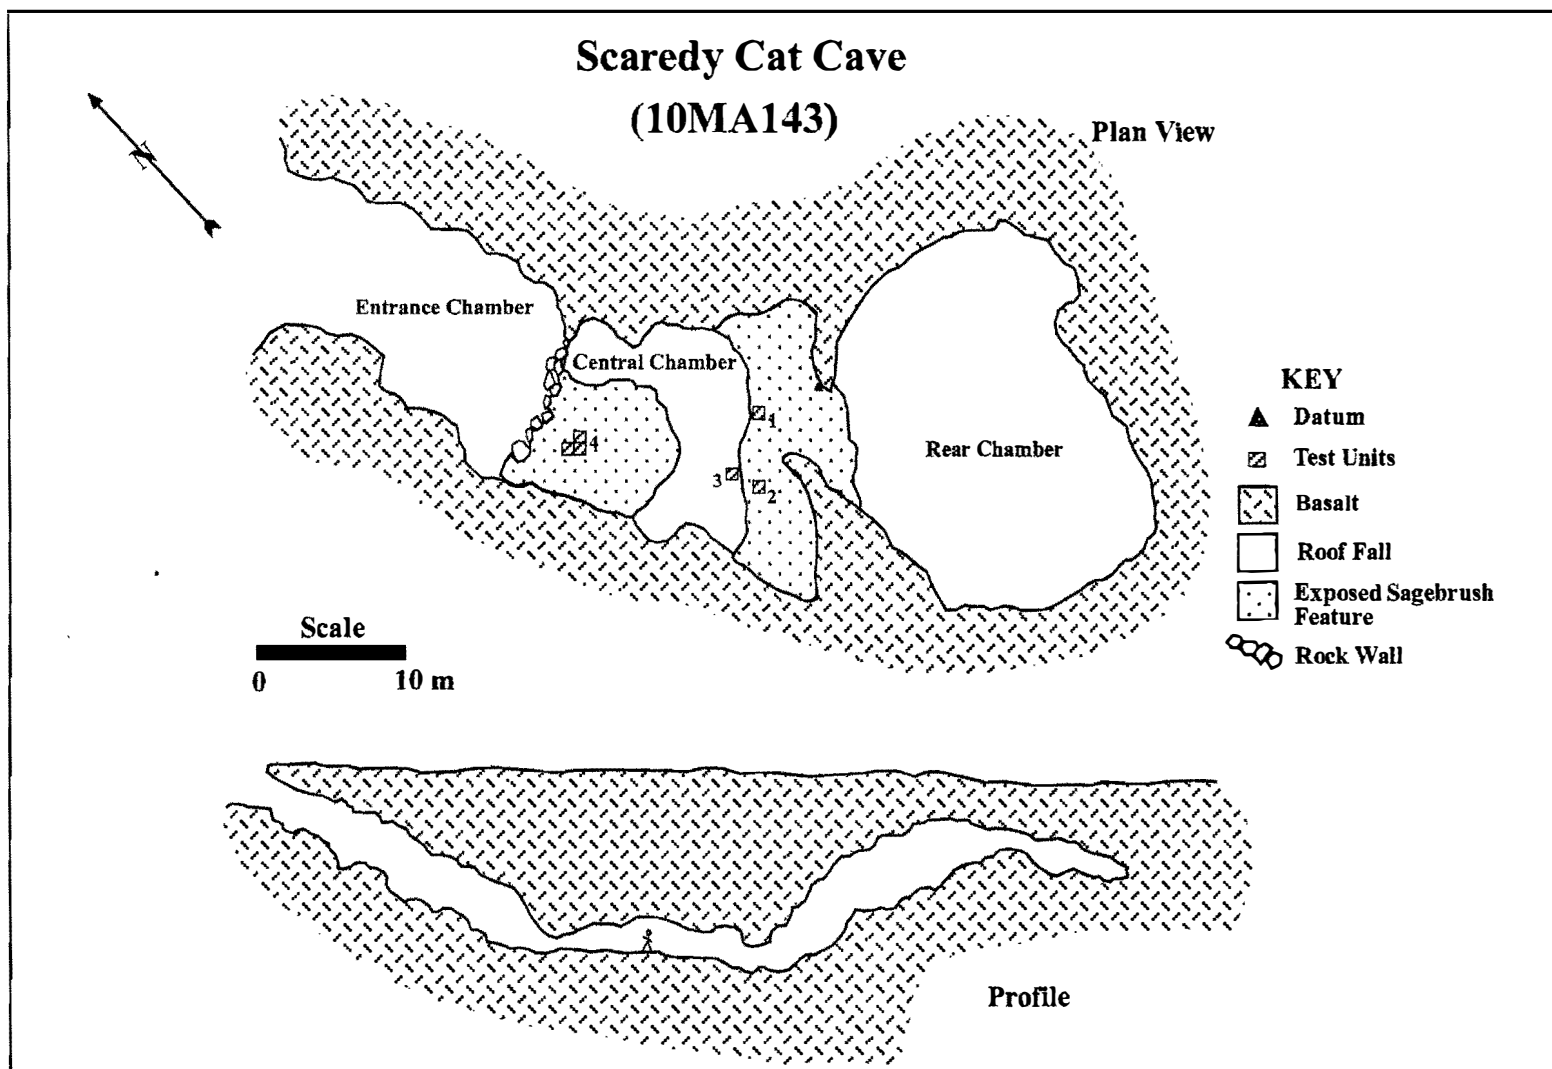 Scaredy Cat Cave
(10MA143)
Plan View
N
Entrance Chamber
Central Chamber
1
4
3
2
Rear Chamber
KEY
Datum
Test Units
Basalt
Roof Fall
Exposed Sagebrush
Feature
Rock Wall
Scale
0 10 m
Profile